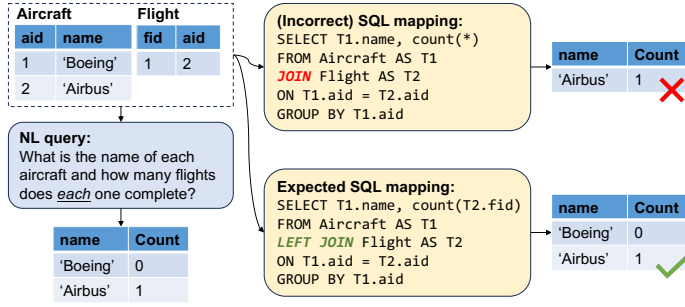 Aircraft Flight
aid name fid aid
1 'Boeing' 1 2
2 'Airbus'
NL query:
What is the name of each
aircraft and how many flights
does each one complete?
name Count
'Boeing' 0
'Airbus' 1
(Incorrect) SQL mapping:
SELECT T1.name, count(*)
FROM Aircraft AS T1
JOIN Flight AS T2
ON T1.aid = T2.aid
GROUP BY T1.aid
name Count
'Airbus' 1
Expected SQL mapping:
SELECT T1.name, count(T2.fid)
FROM Aircraft AS T1
LEFT JOIN Flight AS T2
ON T1.aid = T2.aid
GROUP BY T1.aid
name Count
'Boeing' 0
'Airbus' 1